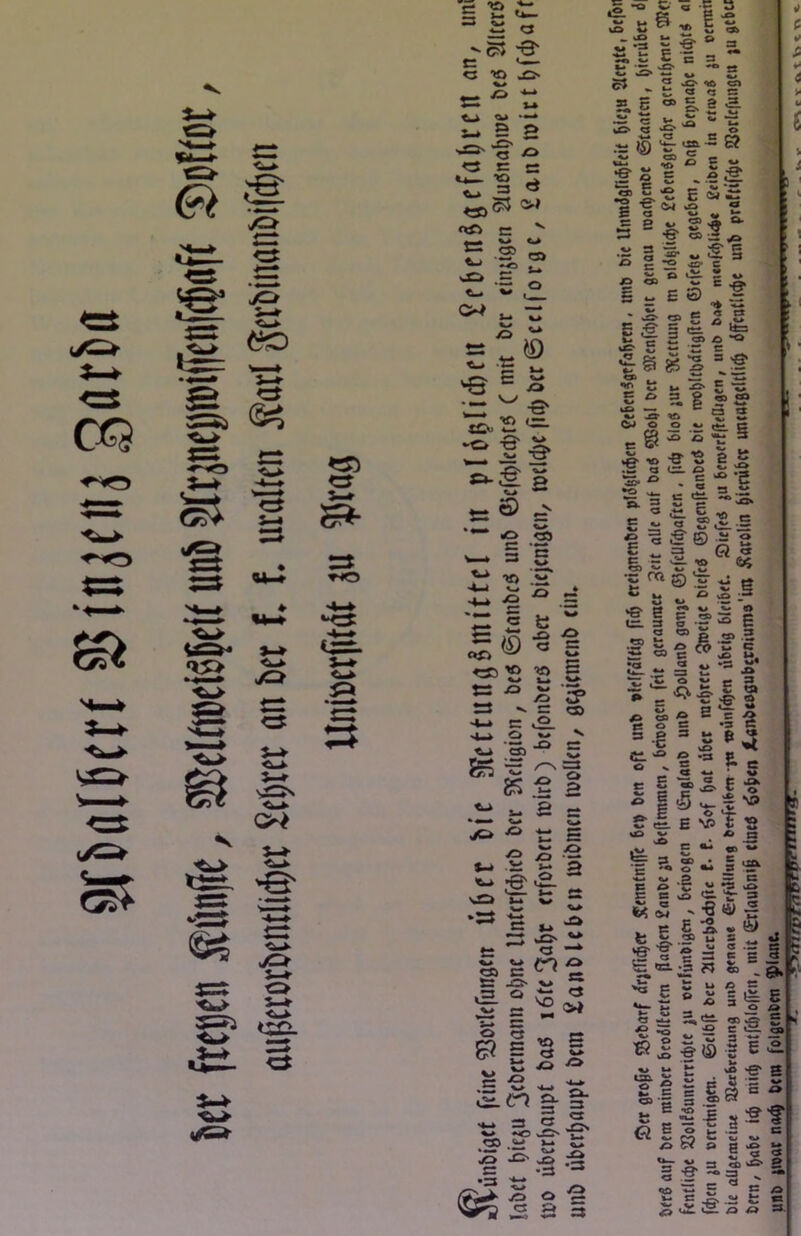 Adalbert Vinzenz Zarda
der freyen Künste, Weltweisheit und Arzneywissenschaft Doktor,
außerordentlicher Lehrer an der k. k. uralten Karl Ferdinandischen
Universität zu Prag
Kündiget seine Vorlesungen über die Rettungsmittel in plötzlichen Lebensgefahren an, und
ladet hiezu Jedermann ohne Unterschied der Religion, des Standes und Geschlechtes (mit der einzigen Ausnahme des Alters
wo überhaupt das 16te Jahr erfordert wird) besonders aber diejenigen, welche sich der Seelsorge, Landwirthschaft
und überhaupt dem Landleben widmen wollen, geziemend ein.
Der große Bedarf ärztlicher Kenntnisse bey den oft und vielfältig sich ereignenden plötzlichen Lebensgefahren, und die Unmöglichkeit hiezu Aerzte, beson
ders auf dem minder bevölkerten flachen Lande zu bestimmen, bewogen seit geraumer Zeit alle auf das Wohl der Menschheit genau wachende Staaten, hierüber
fentliche Volksunterrichte zu verkündigen, bewogen in England und Holland ganze Gesellschaften, sich blos zur Rettung in plötzliche Lebensgefahr gerathener Men
schen zu vereinigen. Selbst der Allerhöchste k. k. Hof hat über mehrere Zweige dieses Gegenstandes die wohlthätigsten Gesetze gegeben, daß beynahe nichts
die allgemeine Verbreitung und genaue Erfüllung derselben zu wünschen übrig bleibet. Dieses zu bewerkstelligen, und das menschliche Leiden in etwas zu vermin
dern, habe ich mich entschlossen, mit Erlaubniß eines hohen Landesguberniums im Karolin hierüber unentgeltlich öffentliche und praktische Vorlesungen zu geben
und zwar nach dem folgenden Plane.